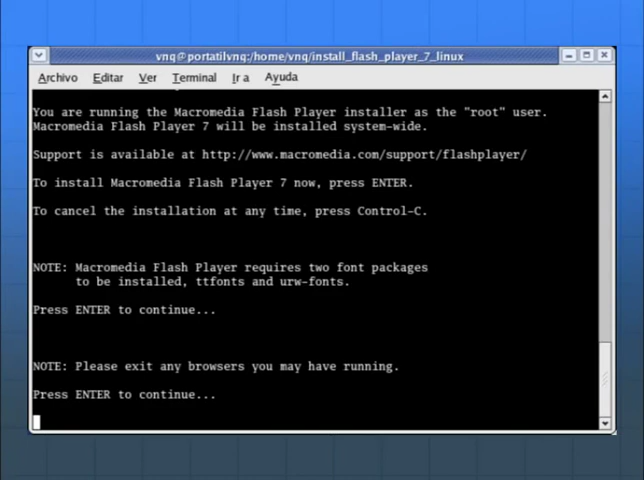 vnq@portatilvnq:/home/vnq/install_flash_player_7_linux
Archivo Editar Ver Terminal Ir a Ayuda
You are running the Macromedia Flash Player installer as the "root" user.
Macromedia Flash Player 7 will be installed system-wide.
Support is available at http://www.macromedia.com/support/flashplayer/
To install Macromedia Flash Player 7 now, press ENTER.
To cancel the installation at any time, press Control-C.
NOTE: Macromedia Flash Player requires two font packages
to be installed, ttfonts and urw-fonts.
Press ENTER to continue...
NOTE: Please exit any browsers you may have running.
Press ENTER to continue...